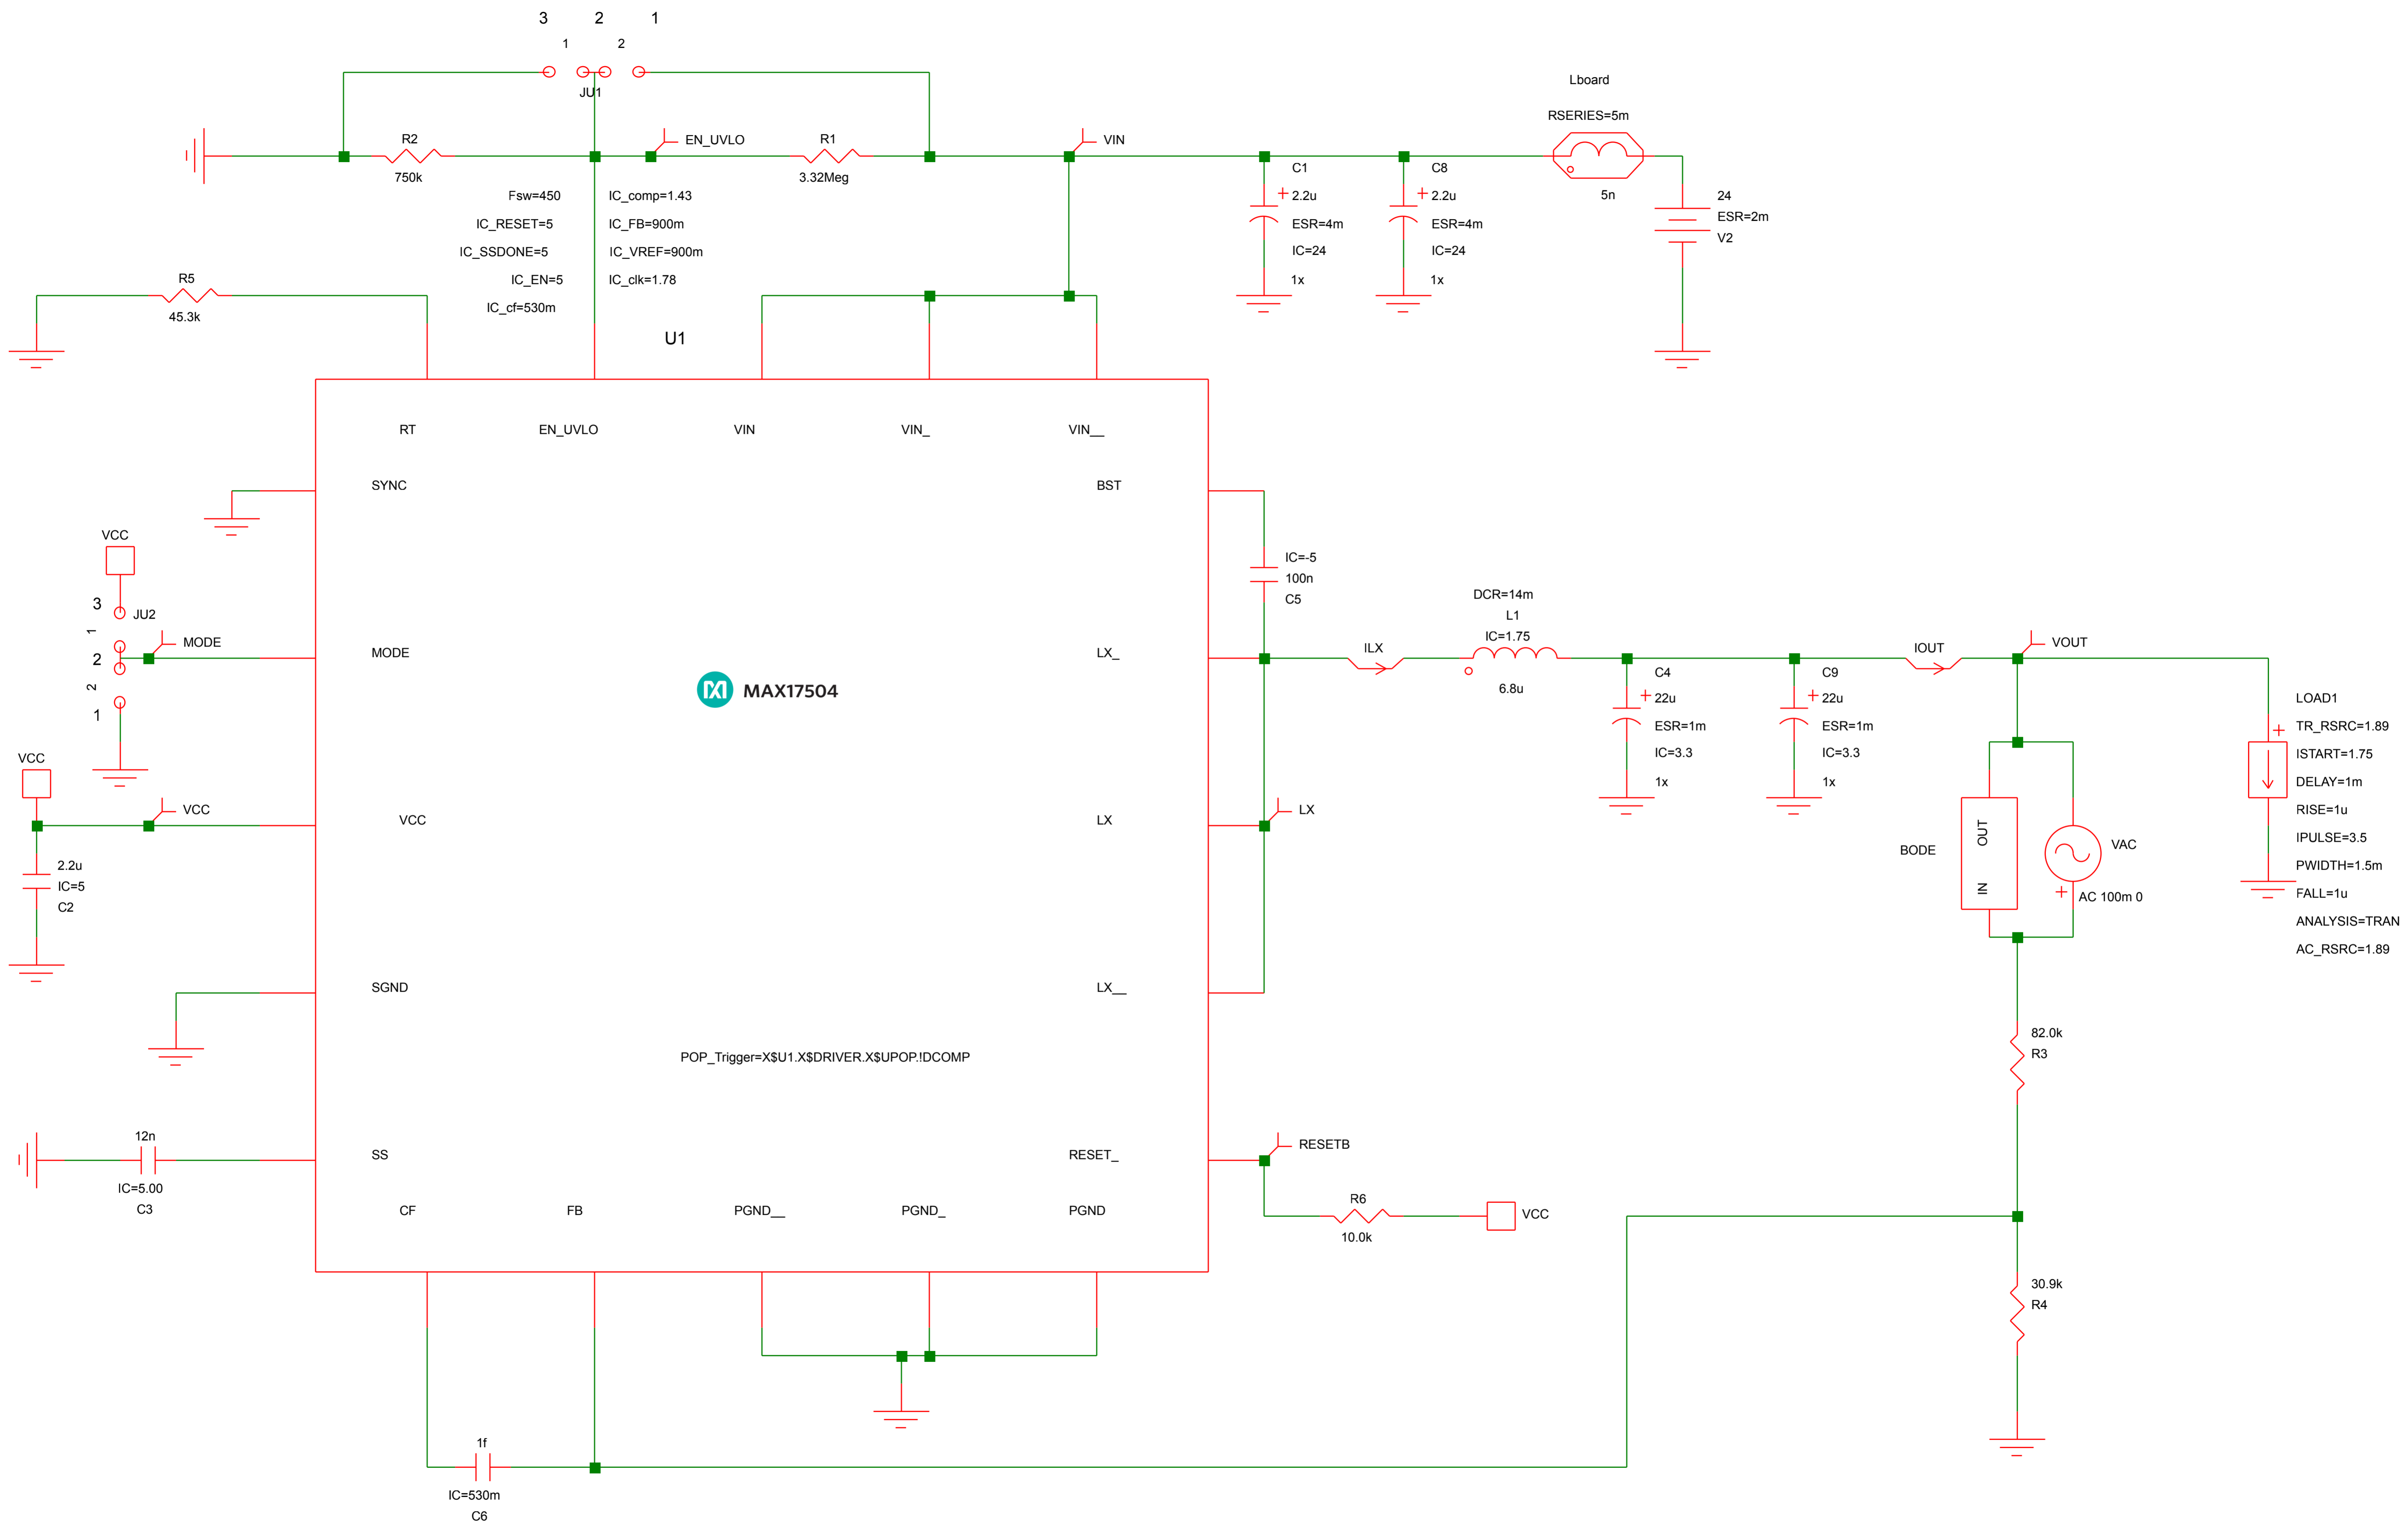 3 2 1
1 2
JU1
Lboard
RSERIES=5m
5n
R2
750k
EN_UVLO
R1
3.32Meg
VIN
C1
2.2u
ESR=4m
IC=24
1x
C8
2.2u
ESR=4m
IC=24
1x
24
ESR=2m
V2
Fsw=450
IC_RESET=5
IC_SSDONE=5
IC_EN=5
IC_cf=530m
IC_comp=1.43
IC_FB=900m
IC_VREF=900m
IC_clk=1.78
R5
45.3k
U1
RT
EN_UVLO
VIN
VIN_
VIN__
SYNC
BST
VCC
3
JU2
1
2
2
1
MODE
MODE
IC=-5
100n
C5
LX_
MAX17504
ILX
DCR=14m
L1
IC=1.75
6.8u
C4
22u
ESR=1m
IC=3.3
1x
C9
22u
ESR=1m
IC=3.3
1x
IOUT
VOUT
LOAD1
TR_RSRC=1.89
ISTART=1.75
DELAY=1m
RISE=1u
IPULSE=3.5
PWIDTH=1.5m
FALL=1u
ANALYSIS=TRAN
AC_RSRC=1.89
VCC
VCC
VCC
LX
LX
2.2u
IC=5
C2
BODE
OUT
IN
VAC
AC 100m 0
SGND
LX__
POP_Trigger=X$U1.X$DRIVER.X$UPOP.!DCOMP
82.0k
R3
12n
IC=5.00
C3
SS
RESET_
RESETB
R6
10.0k
VCC
CF
FB
PGND__
PGND_
PGND
30.9k
R4
1f
IC=530m
C6